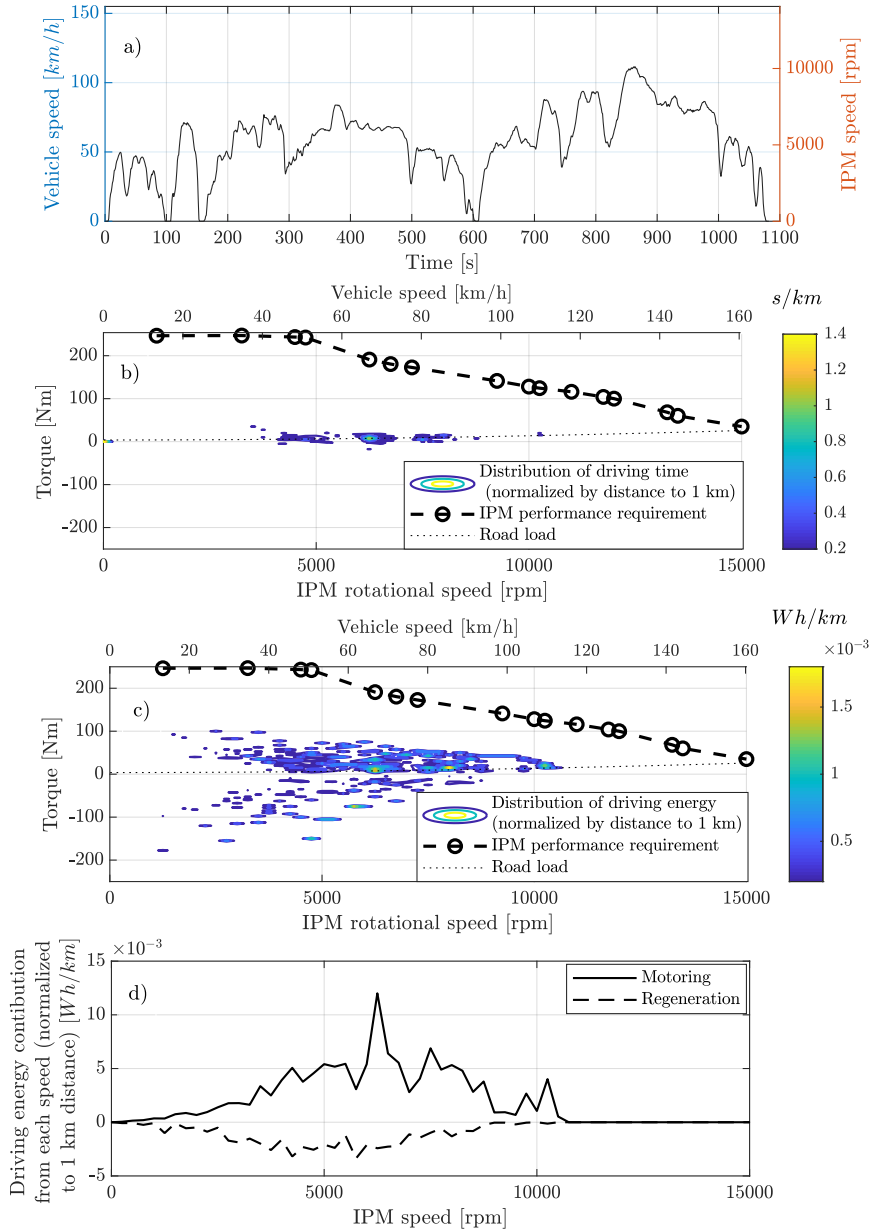 a)
Vehicle speed [km/h]
150
100
50
0
IPM speed [rpm]
10000
5000
0
0 100 200 300 400 500 600 700 800 900 1000 1100
Time [s]
Vehicle speed [km/h]
0 20 40 60 80 100 120 140 160
b)
Torque [Nm]
200
100
0
-100
-200
Distribution of driving time
(normalized by distance to 1 km)
IPM performance requirement
Road load
0 5000 10000 15000
IPM rotational speed [rpm]
s/km
1.4
1.2
1
0.8
0.6
0.4
0.2
Vehicle speed [km/h]
0 20 40 60 80 100 120 140 160
c)
Torque [Nm]
200
100
0
-100
-200
Distribution of driving energy
(normalized by distance to 1 km)
IPM performance requirement
Road load
0 5000 10000 15000
IPM rotational speed [rpm]
Wh/km
×10⁻³
1.5
1
0.5
d)
Driving energy contibution
from each speed (normalized
to 1 km distance) [Wh/km]
×10⁻³
15
10
5
0
-5
Motoring
Regeneration
0 5000 10000 15000
IPM speed [rpm]